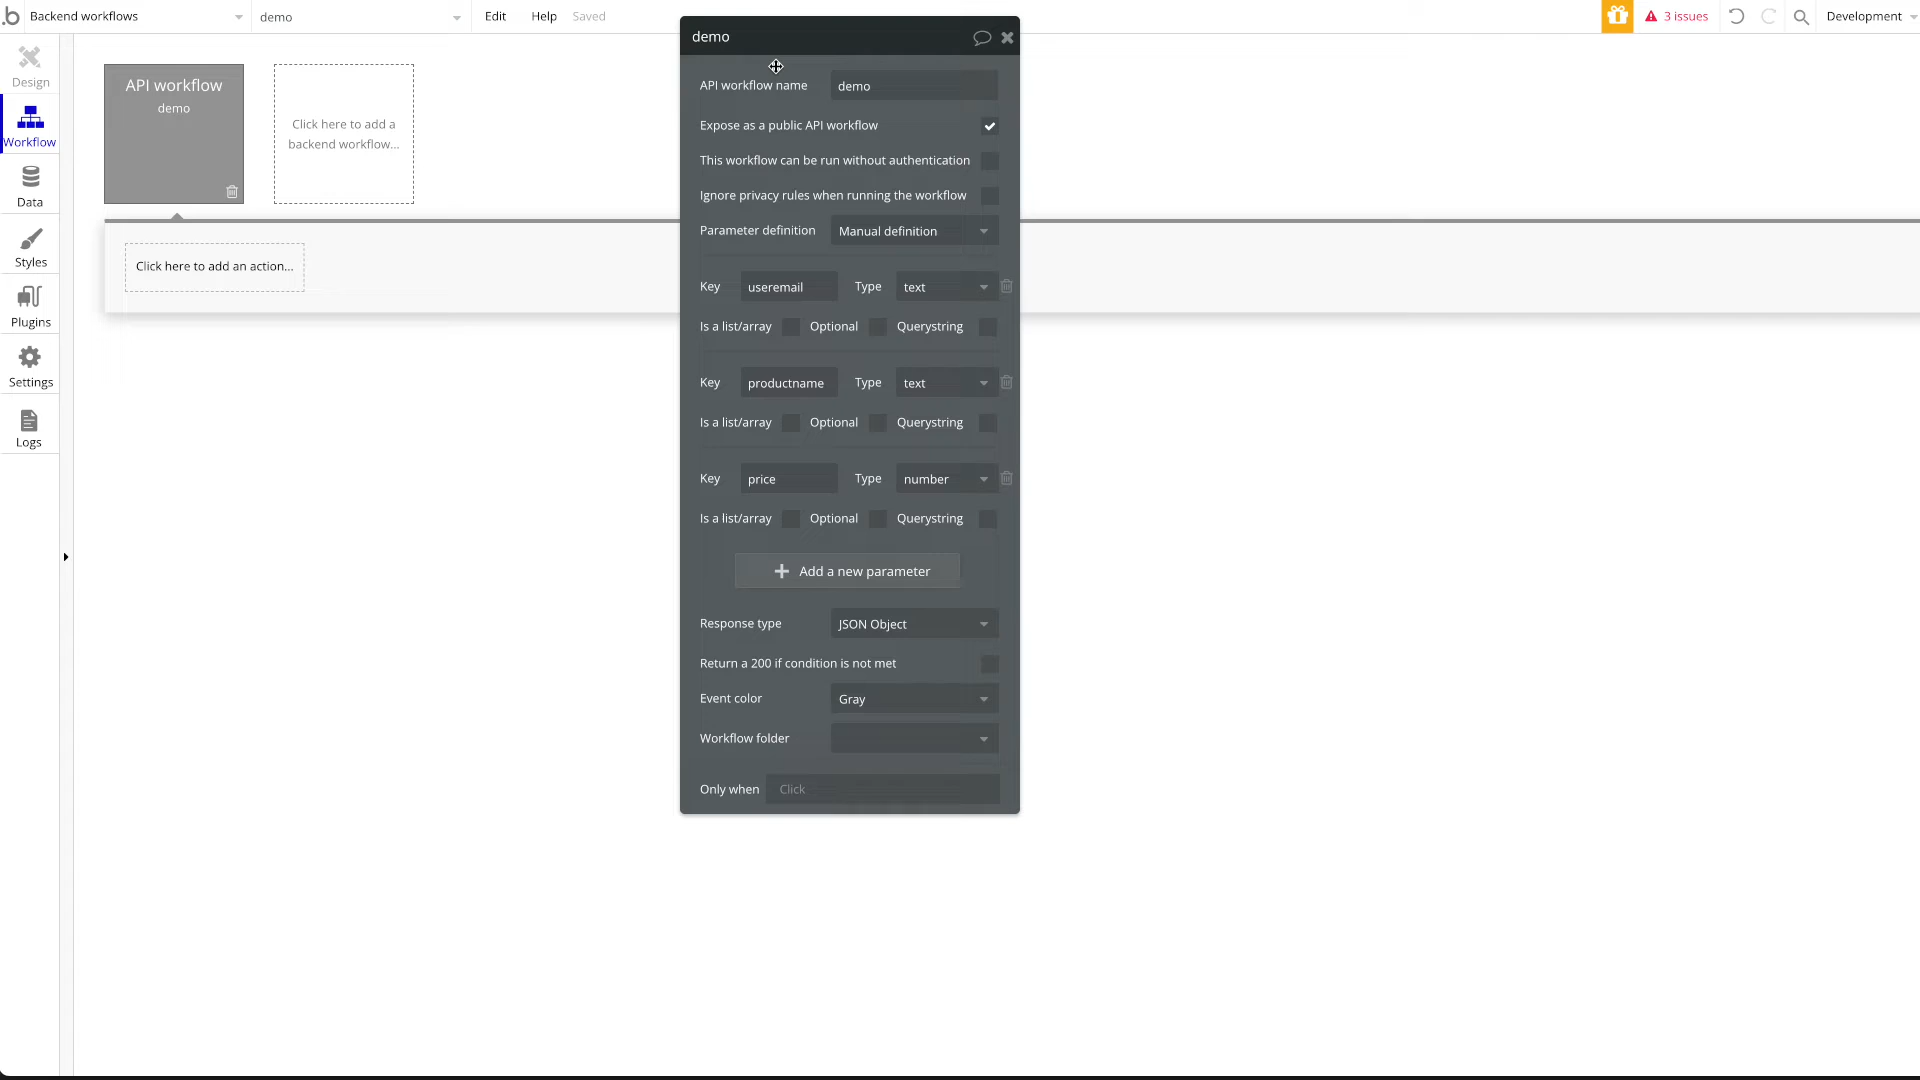 .b Backend workflows demo Edit Help Saved 3 issues Development
Design
Workflow
Data
Styles
Plugins
Settings
Logs
API workflow
demo
Click here to add a
backend workflow...
Click here to add an action...
demo
API workflow name demo
Expose as a public API workflow
This workflow can be run without authentication
Ignore privacy rules when running the workflow
Parameter definition Manual definition
Key useremail Type text
Is a list/array Optional Querystring
Key productname Type text
Is a list/array Optional Querystring
Key price Type number
Is a list/array Optional Querystring
Add a new parameter
Response type JSON Object
Return a 200 if condition is not met
Event color Gray
Workflow folder
Only when Click